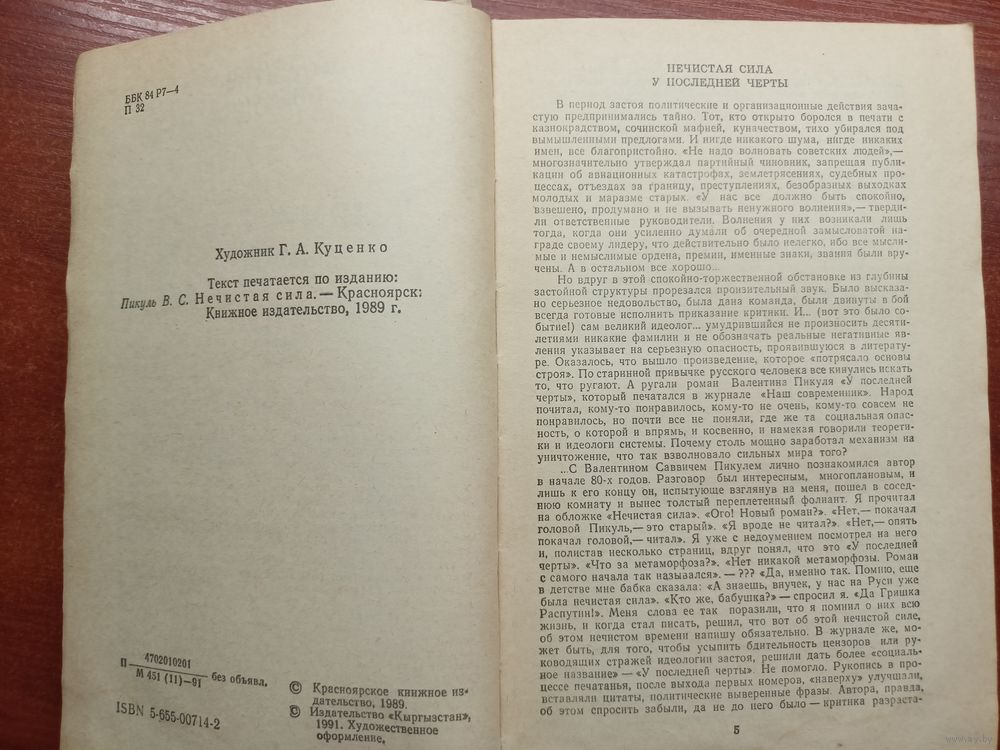 ББК 84 Р7—4
П 32
Художник Г. А. Куценко
Текст печатается по изданию:
Пикуль В. С. Нечистая сила. — Красноярск:
Книжное издательство, 1989 г.
П 4702010201 без объявл.
М 451 (11)—91
ISBN 5-655-00714-2
© Красноярское книжное из-
дательство, 1989.
© Издательство «Кыргызстан»,
1991. Художественное
оформление.
НЕЧИСТАЯ СИЛА
У ПОСЛЕДНЕЙ ЧЕРТЫ
В период застоя политические и организационные действия зача-
стую предпринимались тайно. Тот, кто открыто боролся в печати с
казнокрадством, сочинской мафией, куначеством, тихо убирался под
вымышленными предлогами. И нигде никакого шума, нигде никаких
имен, все благопристойно. «Не надо волновать советских людей»,—
многозначительно утверждал партийный чиновник, запрещая публи-
кации об авиационных катастрофах, землетрясениях, судебных про-
цессах, отъездах за границу, преступлениях, безобразных выходках
молодых и маразме старых. «У нас все должно быть спокойно,
взвешено, продумано и не вызывать ненужного волнения»,— тверди-
ли ответственные руководители. Волнения у них возникали лишь
тогда, когда они усиленно думали об очередной замысловатой на-
граде своему лидеру, что действительно было нелегко, ибо все мысли-
мые и немыслимые ордена, премии, именные знаки, звания были вру-
чены. А в остальном все хорошо...
Но вдруг в этой спокойно-торжественной обстановке из глубины
застойной структуры прорезался пронзительный звук. Было высказа-
но серьезное недовольство, была дана команда, были двинуты в бой
всегда готовые исполнить приказание критики. И... (вот это было со-
бытие!) сам великий идеолог... умудрившийся не произносить десяти-
летиями никакие фамилии и не обозначать реальные негативные яв-
ления указывает на серьезную опасность, проявившуюся в литерату-
ре. Оказалось, что вышло произведение, которое «потрясало основы
строя». По старинной привычке русского человека все кинулись искать
то, что ругают. А ругали роман Валентина Пикуля «У последней
черты», который печатался в журнале «Наш современник». Народ
почитал, кому-то понравилось, кому-то не очень, кому-то совсем не
понравилось, но почти все не поняли, где же та социальная опас-
ность, о которой и впрямь, и косвенно, и намекая говорили теорети-
ки и идеологи системы. Почему столь мощно заработал механизм на
уничтожение, что так взволновало сильных мира того?
...С Валентином Саввичем Пикулем лично познакомился автор
в начале 80-х годов. Разговор был интересным, многоплановым, и
лишь к его концу он, испытующе взглянув на меня, пошел в сосед-
нюю комнату и вынес толстый переплетенный фолиант. Я прочитал
на обложке «Нечистая сила». «Ого! Новый роман?». «Нет,— покачал
головой Пикуль,— это старый». «Я вроде не читал?». «Нет,— опять
покачал головой,— читал». Я уже с недоумением посмотрел на него
и, полистав несколько страниц, вдруг понял, что это «У последней
черты». «Что за метаморфоза?». «Нет никакой метаморфозы. Роман
с самого начала так назывался». — ??? «Да, именно так. Помню, еще
в детстве мне бабка сказала: «А знаешь, внучек, у нас на Руси уже
была нечистая сила». «Кто же, бабушка?» — спросил я. «Да Гришка
Распутин!». Меня слова ее так поразили, что я помнил о них всю
жизнь, и когда стал писать, решил, что вот об этой нечистой силе,
об этом нечистом времени напишу обязательно. В журнале же, мо-
жет быть, для того, чтобы усыпить бдительность цензоров или ру-
ководящих стражей идеологии застоя, решили дать более «социаль-
ное название» — «У последней черты». Не помогло. Рукопись в про-
цессе печатанья, после выхода первых номеров, «наверху» улучшали,
вставляли цитаты, политические выверенные фразы. Автора, правда,
об этом спросить забыли, да не до него было — критика разраста-
5
www.ay.by